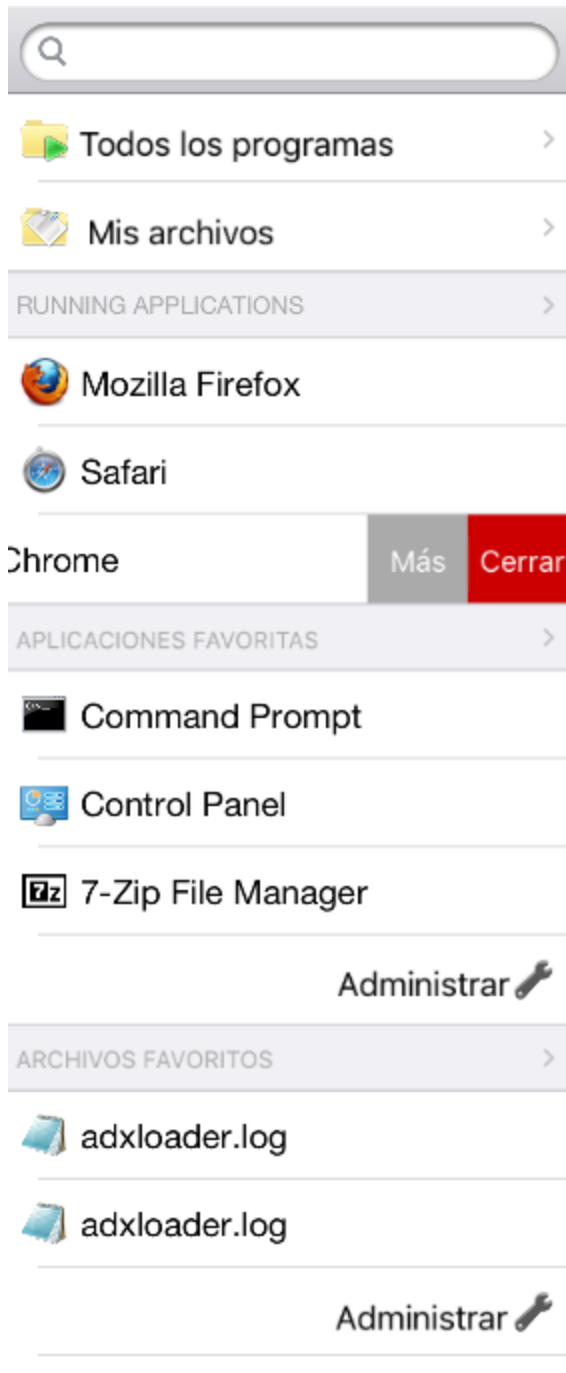 Todos los programas
Mis archivos
RUNNING APPLICATIONS
Mozilla Firefox
Safari
Chrome Más Cerrar
APLICACIONES FAVORITAS
Command Prompt
Control Panel
7z 7-Zip File Manager
Administrar
ARCHIVOS FAVORITOS
adxloader.log
adxloader.log
Administrar